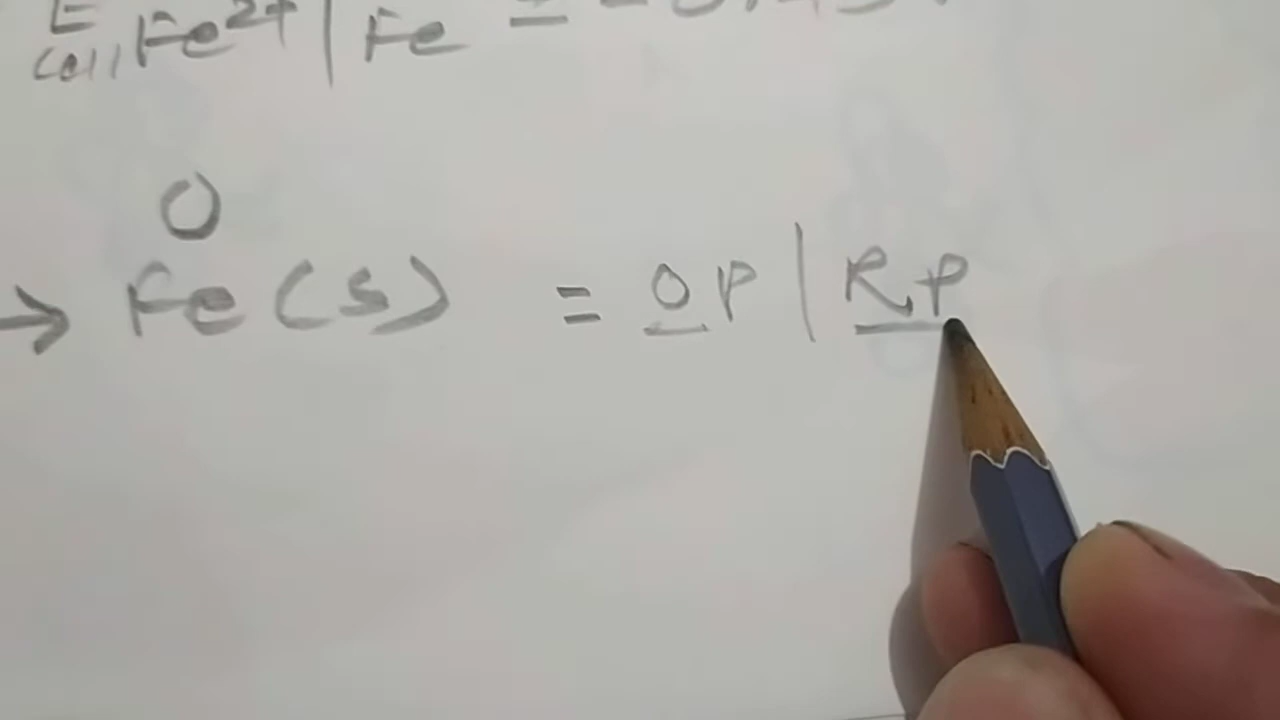 E cell Fe2+ | Fe =
0
→ Fe(s) = OP | RP